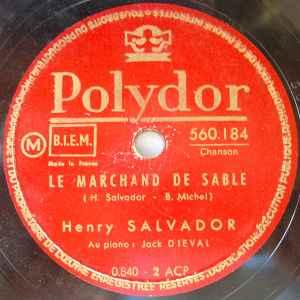 Polydor
M
B.I.E.M.
560.184
Chanson
Made in France
LE MARCHAND DE SABLE
(H. Salvador - B. Michel)
Henry SALVADOR
Au piano : Jack DIEVAL
0.840 - 2 ACP